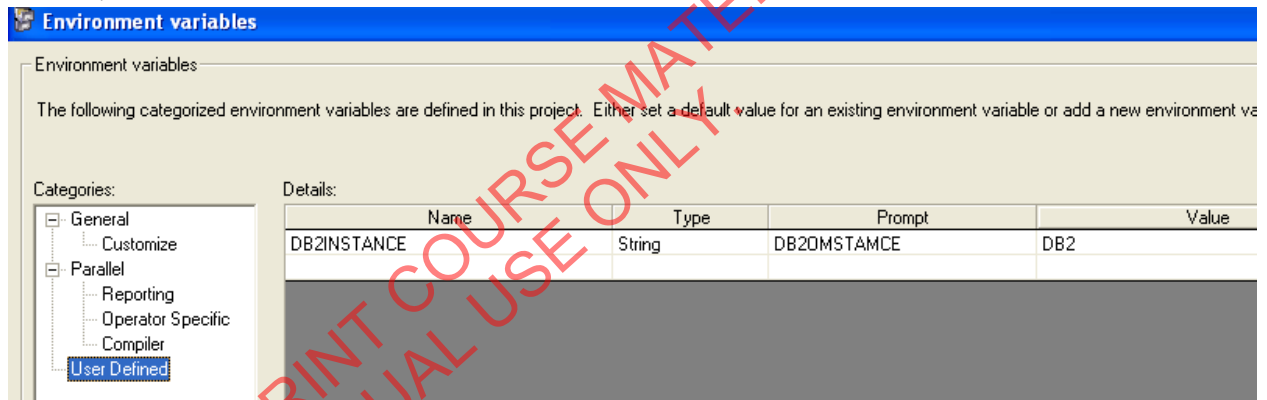 Environment variables
Environment variables
The following categorized environment variables are defined in this project. Either set a default value for an existing environment variable or add a new environment va
Categories:
Details:
General
Customize
Parallel
Reporting
Operator Specific
Compiler
User Defined
Name Type Prompt Value
DB2INSTANCE String DB2OMSTAMCE DB2
RINT COURSE MATE
UAL USE ONLY